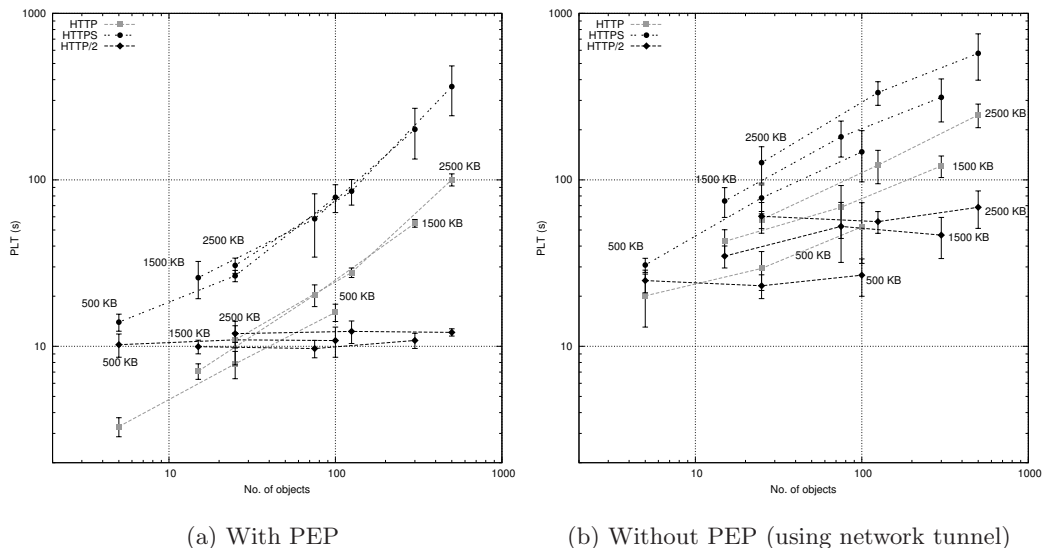 1000
HTTP
HTTPS
HTTP/2
2500 KB
100
1500 KB
2500 KB
1500 KB
500 KB
500 KB
1500 KB
2500 KB
10
500 KB
PLT (s)
10
100
1000
No. of objects
(a) With PEP
1000
HTTP
HTTPS
HTTP/2
2500 KB
2500 KB
100
1500 KB
1500 KB
2500 KB
500 KB
500 KB
1500 KB
500 KB
10
PLT (s)
10
100
1000
No. of objects
(b) Without PEP (using network tunnel)